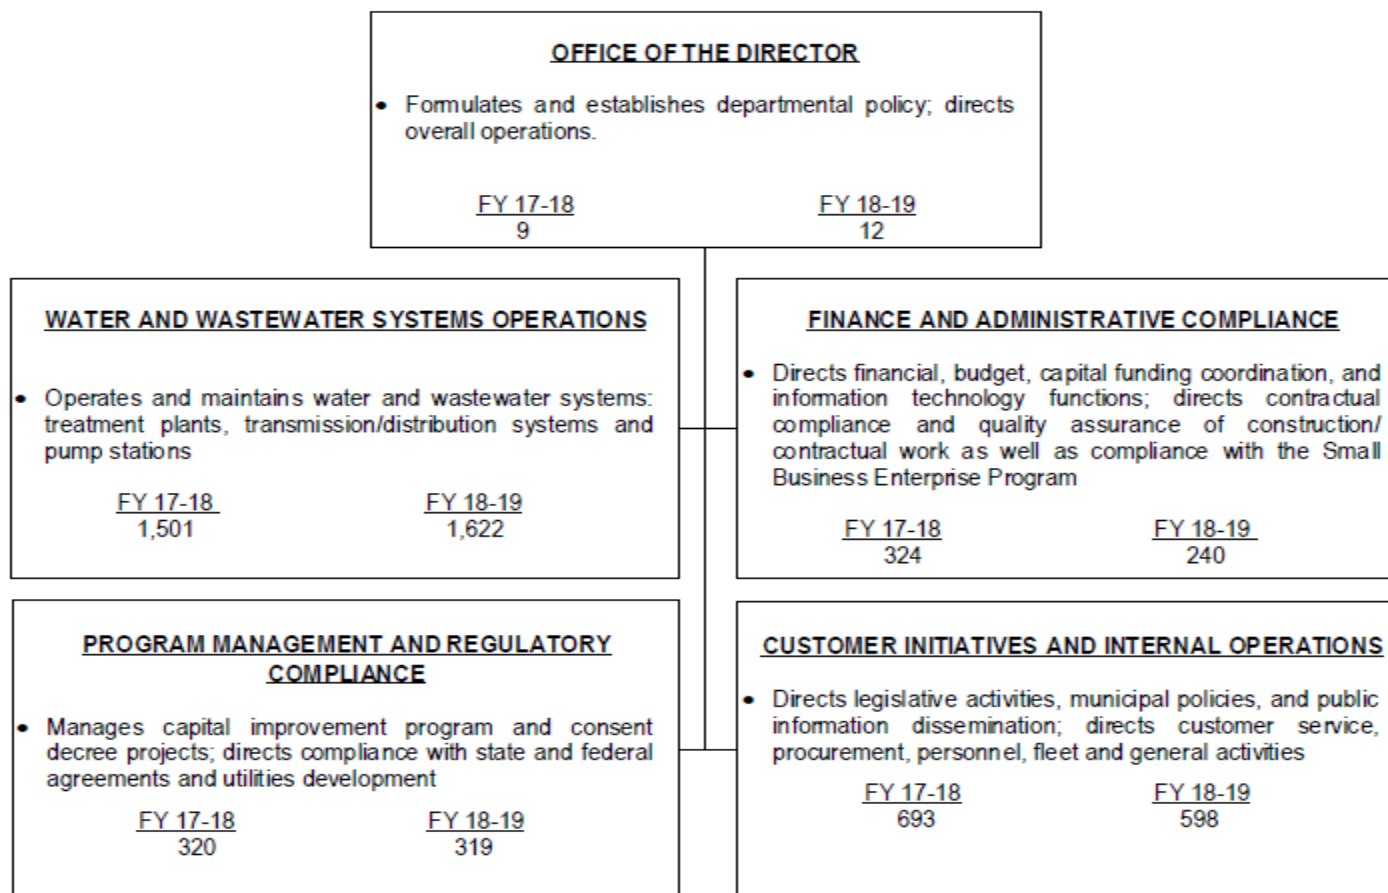 OFFICE OF THE DIRECTOR
• Formulates and establishes departmental policy; directs
overall operations.
FY 17-18 FY 18-19
9 12
WATER AND WASTEWATER SYSTEMS OPERATIONS
• Operates and maintains water and wastewater systems:
treatment plants, transmission/distribution systems and
pump stations
FY 17-18 FY 18-19
1,501 1,622
FINANCE AND ADMINISTRATIVE COMPLIANCE
• Directs financial, budget, capital funding coordination, and
information technology functions; directs contractual
compliance and quality assurance of construction/
contractual work as well as compliance with the Small
Business Enterprise Program
FY 17-18 FY 18-19
324 240
PROGRAM MANAGEMENT AND REGULATORY
COMPLIANCE
• Manages capital improvement program and consent
decree projects; directs compliance with state and federal
agreements and utilities development
FY 17-18 FY 18-19
320 319
CUSTOMER INITIATIVES AND INTERNAL OPERATIONS
• Directs legislative activities, municipal policies, and public
information dissemination; directs customer service,
procurement, personnel, fleet and general activities
FY 17-18 FY 18-19
693 598